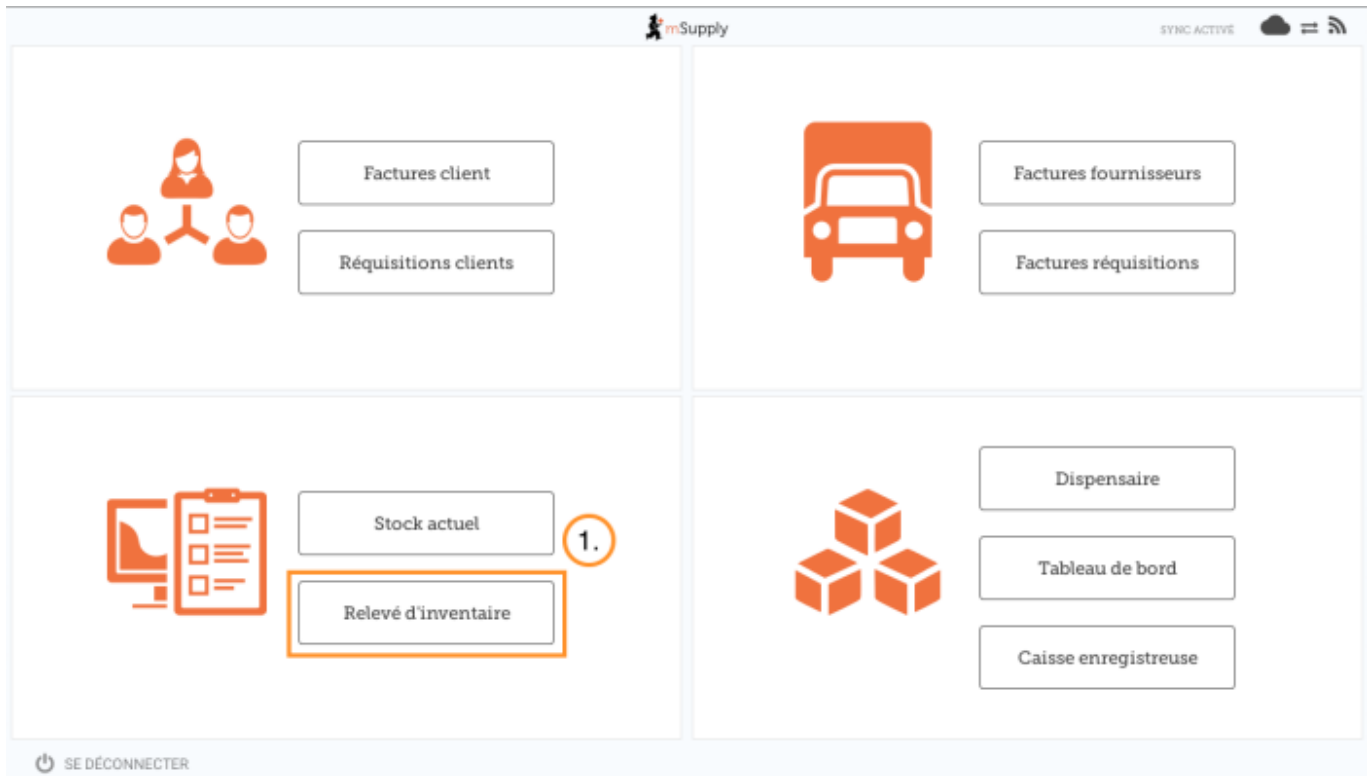 mSupply
SYNC ACTIVÉ
Factures client
Réquisitions clients
Factures fournisseurs
Factures réquisitions
Stock actuel
1.
Relevé d'inventaire
Dispensaire
Tableau de bord
Caisse enregistreuse
SE DÉCONNECTER